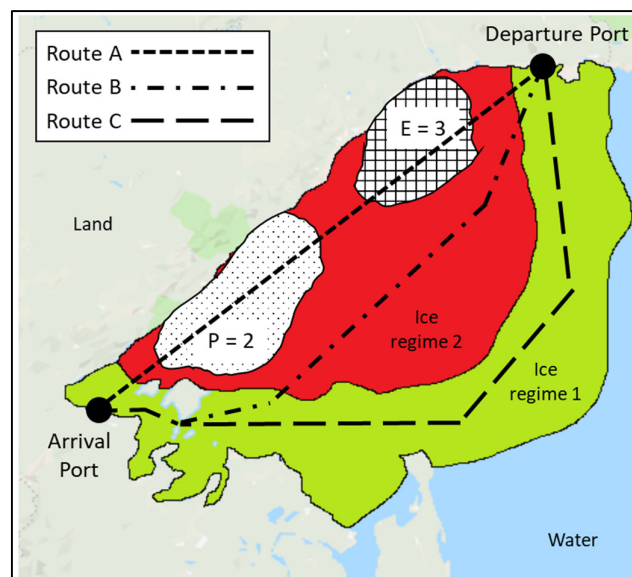 Departure Port
Route A
Route B
Route C
E = 3
Land
P = 2
Ice
regime 2
Ice
regime 1
Arrival
Port
Water